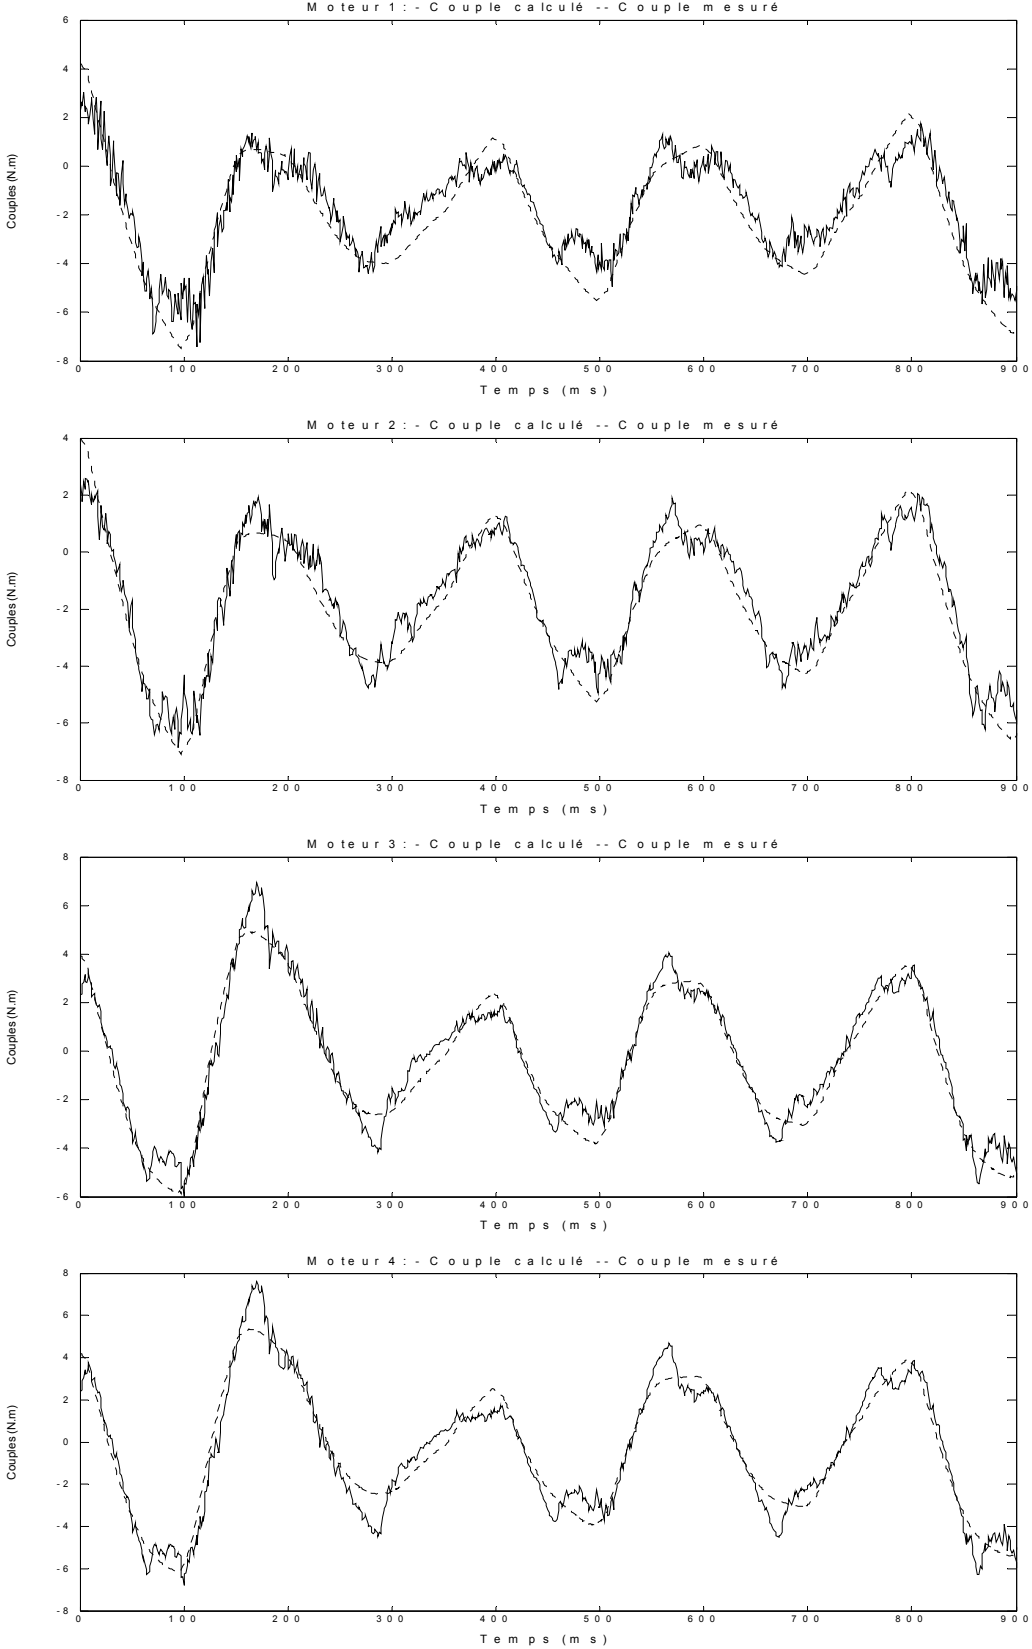 Moteur 1 : - Couple calculé -- Couple mesuré
6
4
2
0
-2
-4
-6
-8
Couples (N.m)
0 100 200 300 400 500 600 700 800 900
Temps (ms)
Moteur 2 : - Couple calculé -- Couple mesuré
4
2
0
-2
-4
-6
-8
Couples (N.m)
0 100 200 300 400 500 600 700 800 900
Temps (ms)
Moteur 3 : - Couple calculé -- Couple mesuré
8
6
4
2
0
-2
-4
-6
Couples (N.m)
0 100 200 300 400 500 600 700 800 900
Temps (ms)
Moteur 4 : - Couple calculé -- Couple mesuré
8
6
4
2
0
-2
-4
-6
-8
Couples (N.m)
0 100 200 300 400 500 600 700 800 900
Temps (ms)